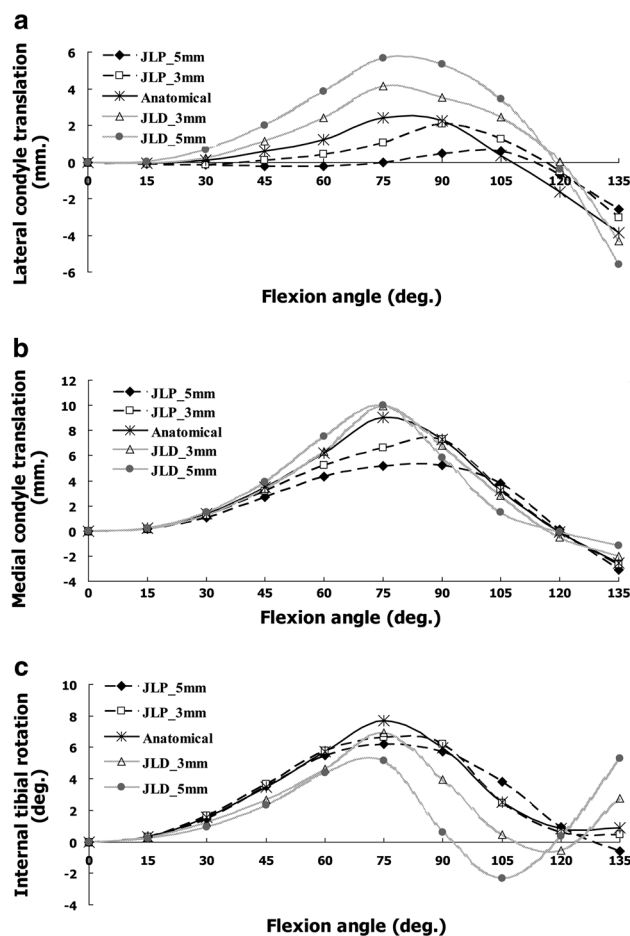 a
Lateral condyle translation
(mm.)
6
4
2
0
-2
-4
-6
JLP_5mm
JLP_3mm
Anatomical
JLD_3mm
JLD_5mm
0 15 30 45 60 75 90 105 120 135
Flexion angle (deg.)
b
Medial condyle translation
(mm.)
12
10
8
6
4
2
0
-2
-4
JLP_5mm
JLP_3mm
Anatomical
JLD_3mm
JLD_5mm
0 15 30 45 60 75 90 105 120 135
Flexion angle (deg.)
c
Internal tibial rotation
(deg.)
10
8
6
4
2
0
-2
-4
JLP_5mm
JLP_3mm
Anatomical
JLD_3mm
JLD_5mm
0 15 30 45 60 75 90 105 120 135
Flexion angle (deg.)